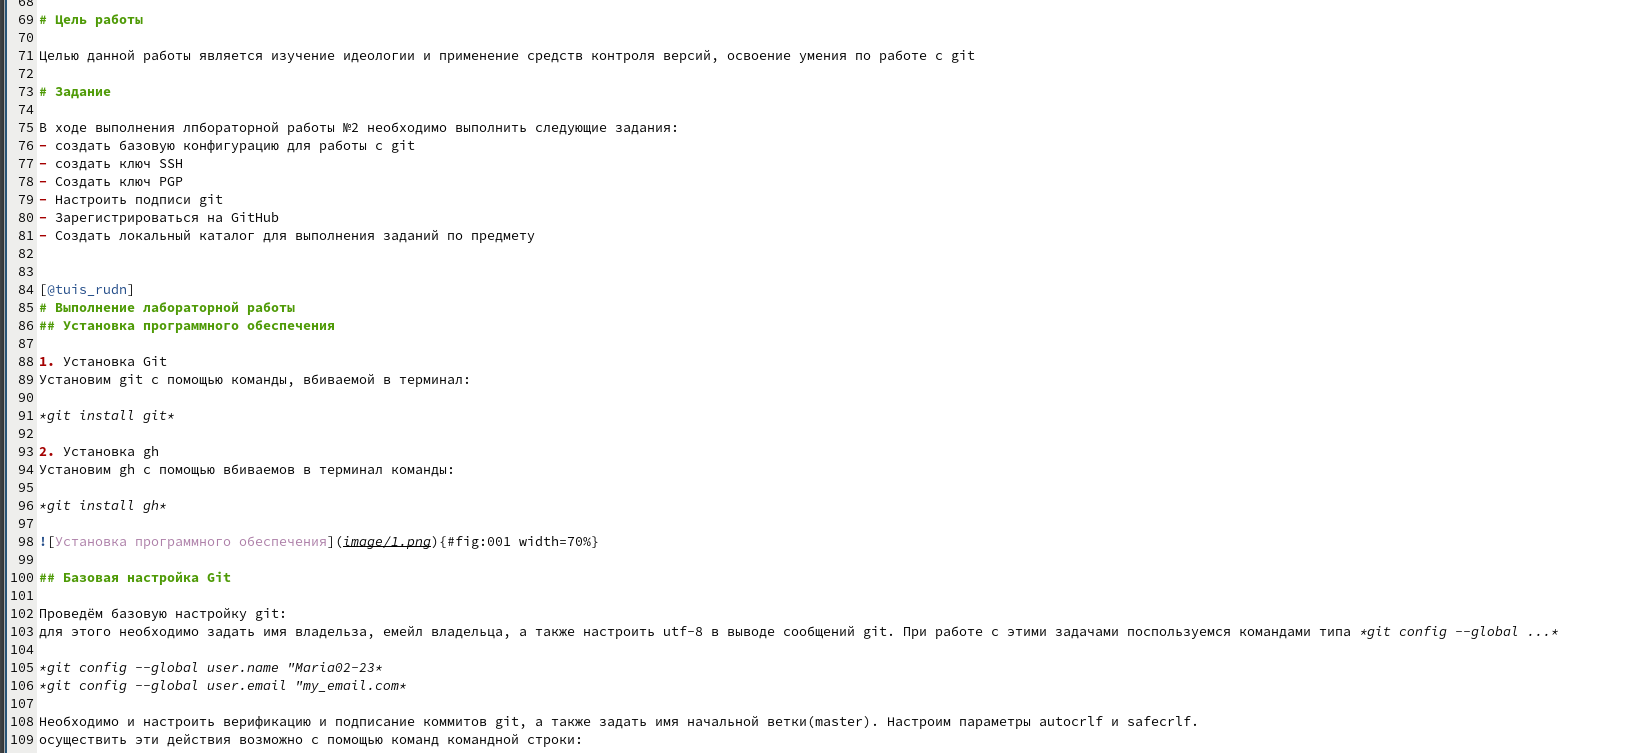 68
69 # Цель работы
70
71 Целью данной работы является изучение идеологии и применение средств контроля версий, освоение умения по работе с git
72
73 # Задание
74
75 В ходе выполнения лпбораторной работы №2 необходимо выполнить следующие задания:
76 - создать базовую конфигурацию для работы с git
77 - создать ключ SSH
78 - Создать ключ PGP
79 - Настроить подписи git
80 - Зарегистрироваться на GitHub
81 - Создать локальный каталог для выполнения заданий по предмету
82
83
84 [@tuis_rudn]
85 # Выполнение лабораторной работы
86 ## Установка программного обеспечения
87
88 1. Установка Git
89 Установим git с помощью команды, вбиваемой в терминал:
90
91 *git install git*
92
93 2. Установка gh
94 Установим gh с помощью вбиваемов в терминал команды:
95
96 *git install gh*
97
98 ![Установка программного обеспечения](image/1.png){#fig:001 width=70%}
99
100 ## Базовая настройка Git
101
102 Проведём базовую настройку git:
103 для этого необходимо задать имя владельза, емейл владельца, а также настроить utf-8 в выводе сообщений git. При работе с этими задачами поспользуемся командами типа *git config --global ...*
104
105 *git config --global user.name "Maria02-23*
106 *git config --global user.email "my_email.com*
107
108 Необходимо и настроить верификацию и подписание коммитов git, а также задать имя начальной ветки(master). Настроим параметры autocrlf и safecrlf.
109 осуществить эти действия возможно с помощью команд командной строки: